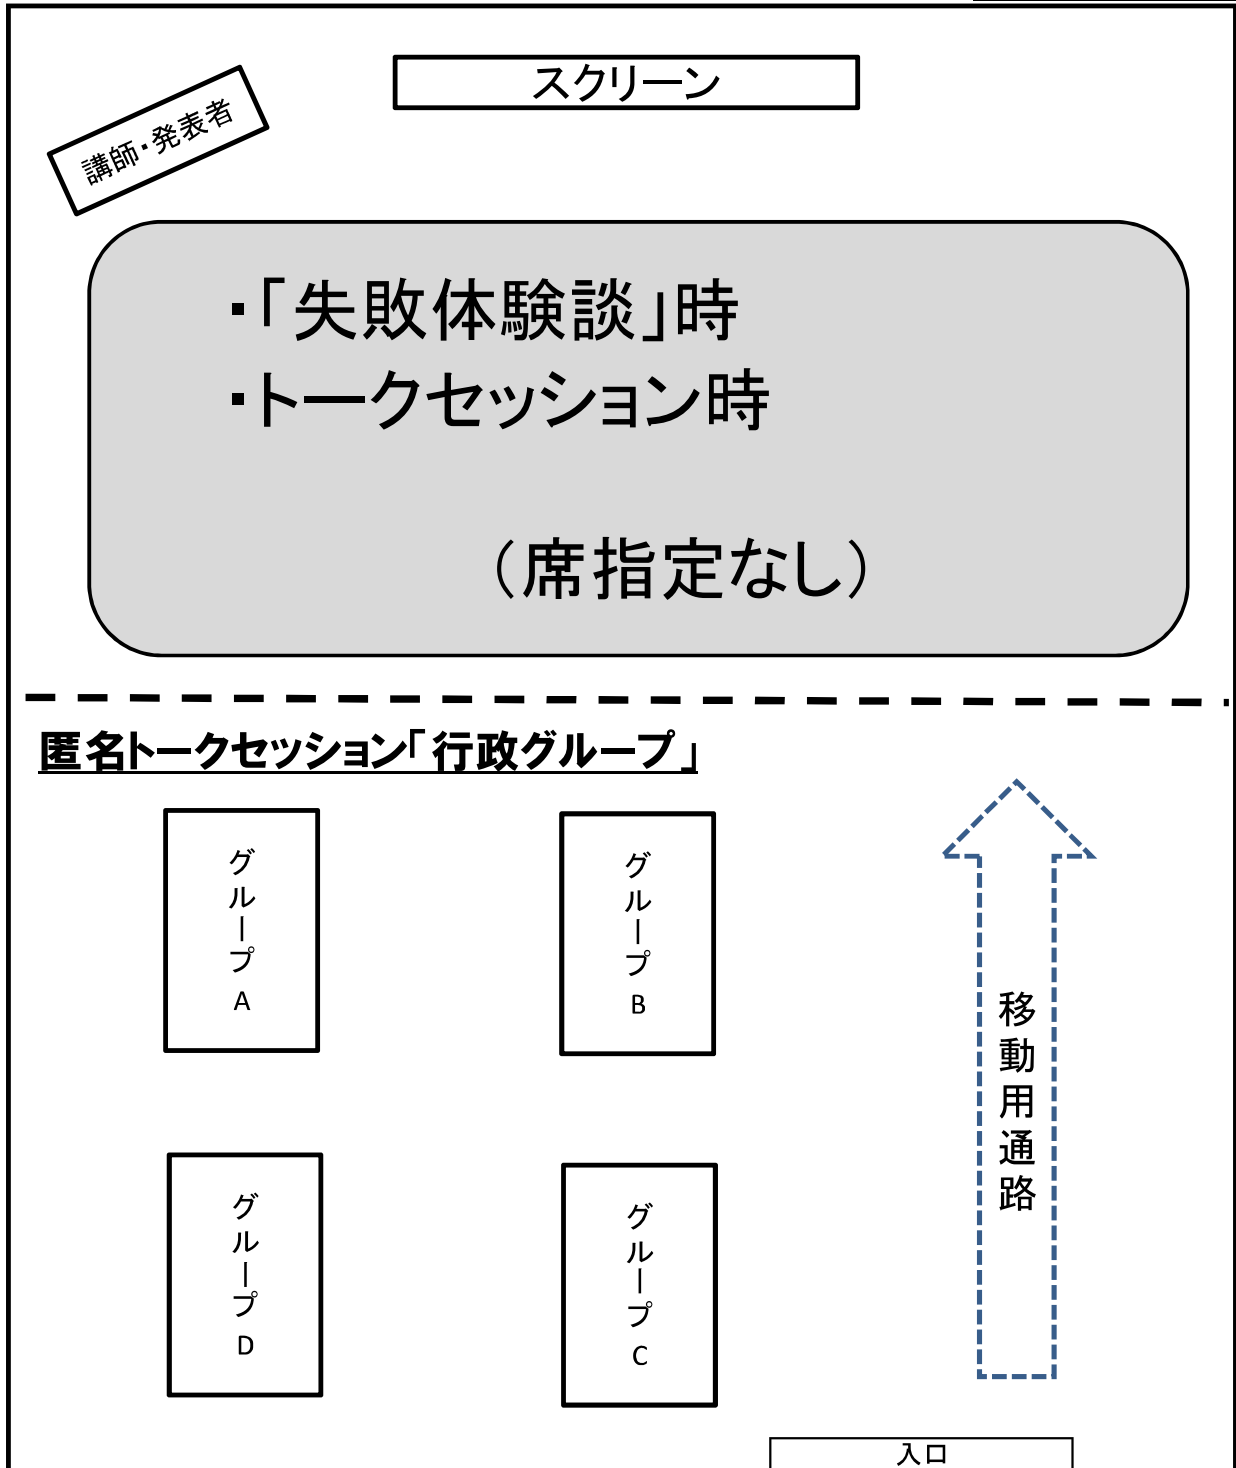 スクリーン
講師・発表者
・「失敗体験談」時
・トークセッション時
（席指定なし）
匿名トークセッション「行政グループ」
グループA
グループB
移動用通路
グループD
グループC
入口